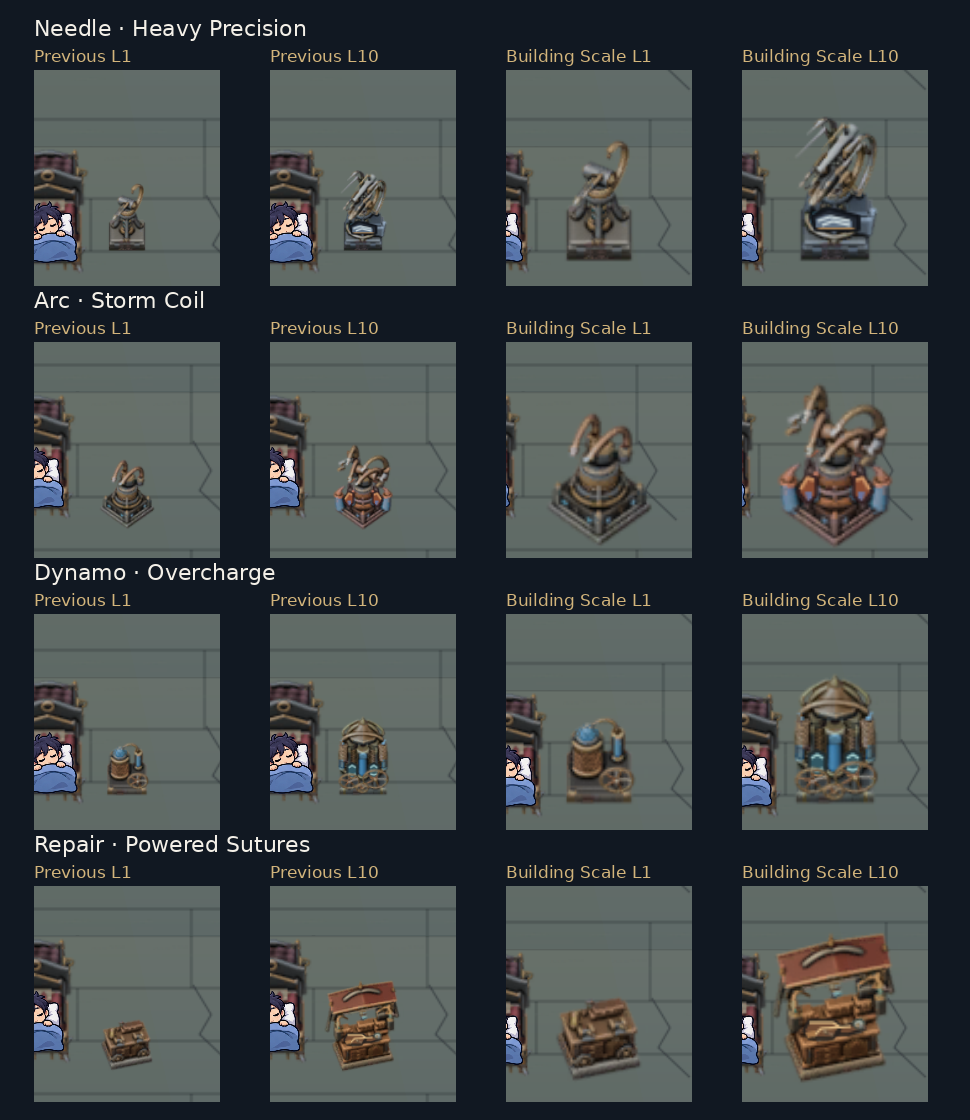 Needle · Heavy Precision
Previous L1
Previous L10
Building Scale L1
Building Scale L10
Arc · Storm Coil
Previous L1
Previous L10
Building Scale L1
Building Scale L10
Dynamo · Overcharge
Previous L1
Previous L10
Building Scale L1
Building Scale L10
Repair · Powered Sutures
Previous L1
Previous L10
Building Scale L1
Building Scale L10